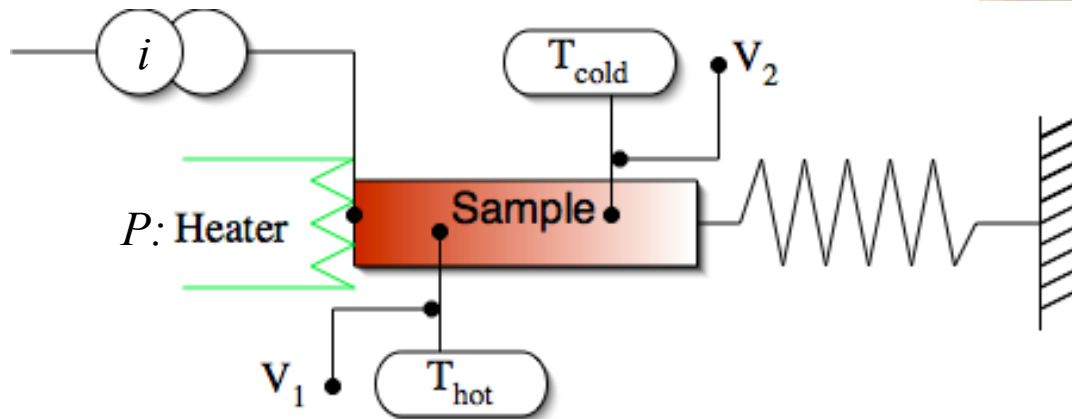 i
T_cold
V_2
P: Heater
Sample
V_1
T_hot